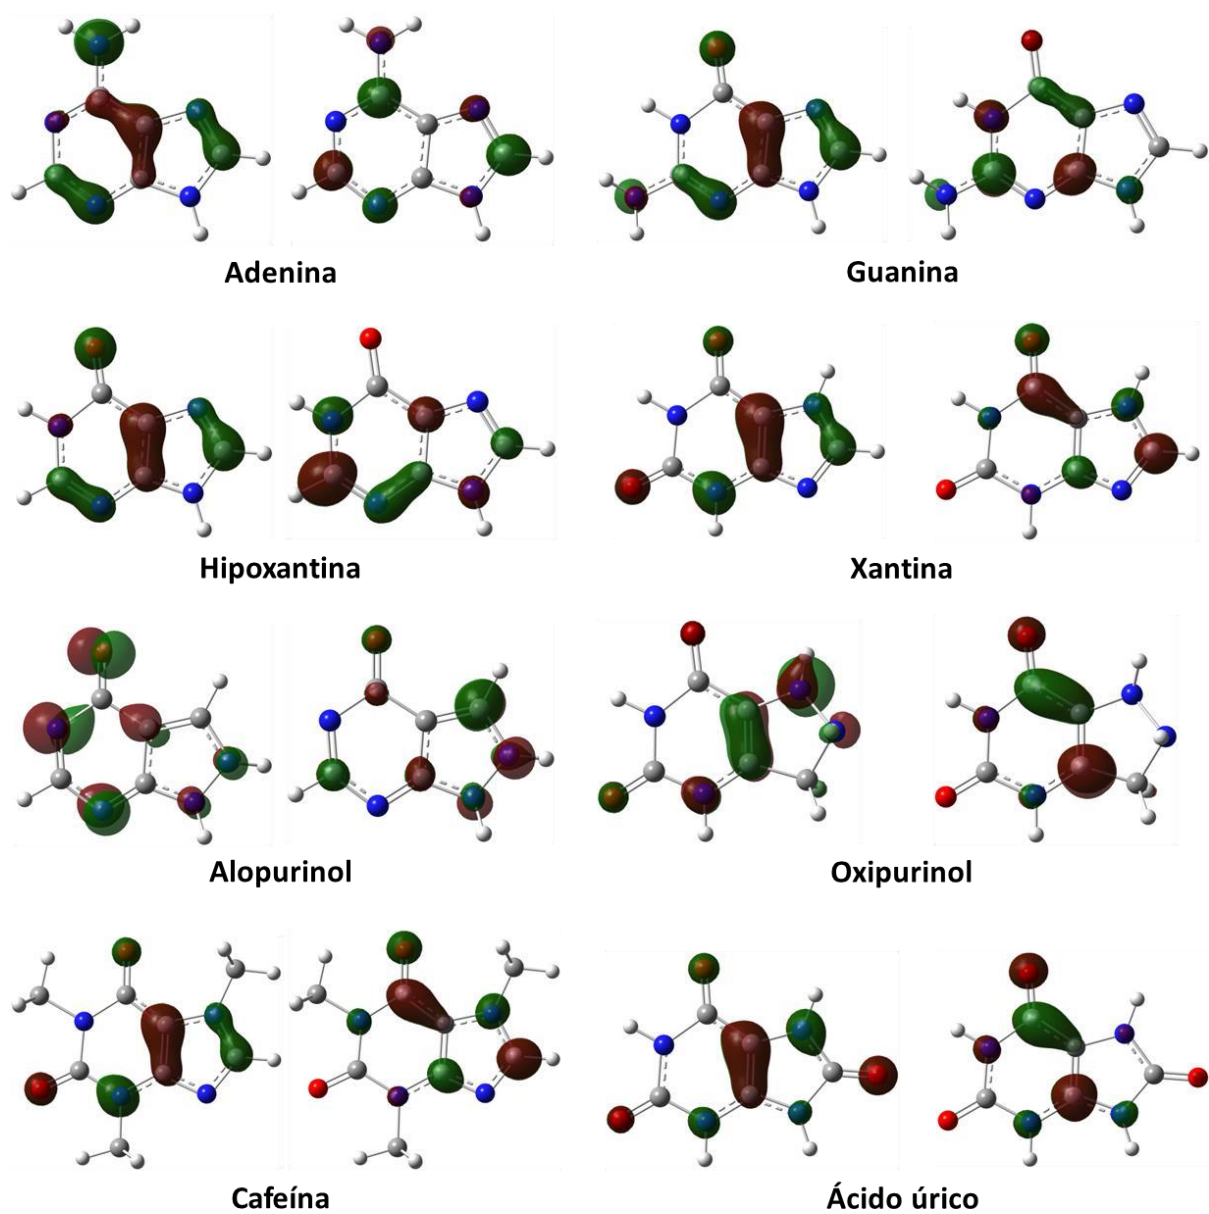 Adenina
Guanina
Hipoxantina
Xantina
Alopurinol
Oxipurinol
Cafeína
Ácido úrico